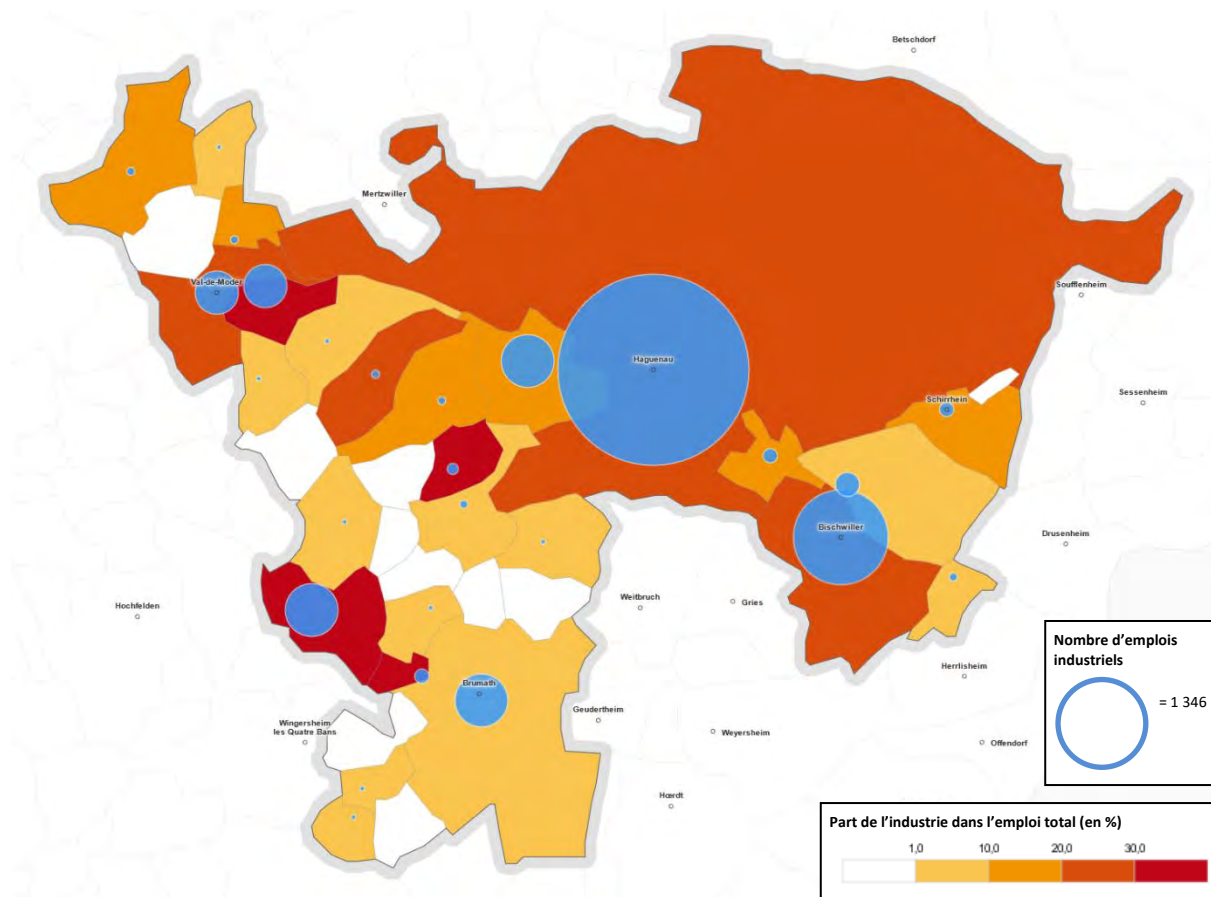 Betschdorf
Mertzwiller
Val-de-Moder
Soufflenheim
Haguenau
Sessenheim
Schirrhein
Bischwiller
Drusenheim
Hochfelden
Weitbruch
Gries
Herrlisheim
Brumath
Geudertheim
Wingersheim
les Quatre Bans
Weyersheim
Offendorf
Hœrdt
Nombre d’emplois
industriels
= 1 346
Part de l’industrie dans l’emploi total (en %)
1,0 10,0 20,0 30,0